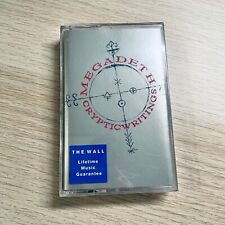 MEGADETH
CRYPTIC WRITINGS
THE WALL
Lifetime
Music
Guarantee